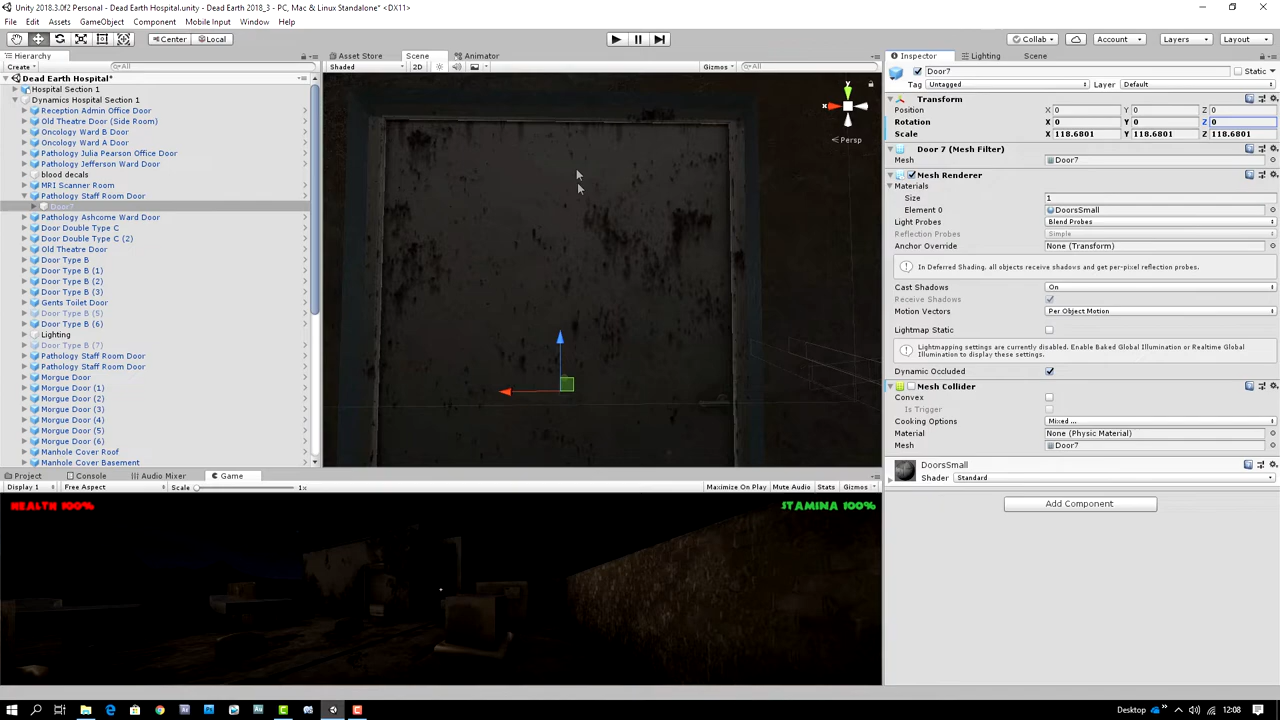 Unity 2018.3.0f2 Personal - Dead Earth Hospital.unity - Dead Earth 2018_3 - PC, Mac & Linux Standalone* <DX11>
File Edit Assets GameObject Component Mobile Input Window Help
Center Local Collab Account Layers Layout
Hierarchy Asset Store Scene Animator Inspector Lighting Scene
Create All Shaded 2D Gizmos All
Dead Earth Hospital*
Hospital Section 1
Dynamics Hospital Section 1
Reception Admin Office Door
Old Theatre Door (Side Room)
Oncology Ward B Door
Oncology Ward A Door
Pathology Julia Pearson Office Door
Pathology Jefferson Ward Door
blood decals
MRI Scanner Room
Pathology Staff Room Door
Door7
Pathology Ashcome Ward Door
Door Double Type C
Door Double Type C (2)
Old Theatre Door
Door Type B
Door Type B (1)
Door Type B (2)
Door Type B (3)
Gents Toilet Door
Door Type B (5)
Door Type B (6)
Lighting
Door Type B (7)
Pathology Staff Room Door
Pathology Staff Room Door
Morgue Door
Morgue Door (1)
Morgue Door (2)
Morgue Door (3)
Morgue Door (4)
Morgue Door (5)
Morgue Door (6)
Manhole Cover Roof
Manhole Cover Basement
y
x
Persp
Door7 Static
Tag Untagged Layer Default
Transform
Position X 0 Y 0 Z 0
Rotation X 0 Y 0 Z 0
Scale X 118.6801 Y 118.6801 Z 118.6801
Door 7 (Mesh Filter)
Mesh Door7
Mesh Renderer
Materials
Size 1
Element 0 DoorsSmall
Light Probes Blend Probes
Reflection Probes Simple
Anchor Override None (Transform)
In Deferred Shading, all objects receive shadows and get per-pixel reflection probes.
Cast Shadows On
Receive Shadows
Motion Vectors Per Object Motion
Lightmap Static
Lightmapping settings are currently disabled. Enable Baked Global Illumination or Realtime Global
Illumination to display these settings.
Dynamic Occluded
Mesh Collider
Convex
Is Trigger
Cooking Options Mixed ...
Material None (Physic Material)
Mesh Door7
DoorsSmall
Shader Standard
Add Component
Project Console Audio Mixer Game
Display 1 Free Aspect Scale 1x Maximize On Play Mute Audio Stats Gizmos
HEALTH 100% STAMINA 100%
Desktop 12:08